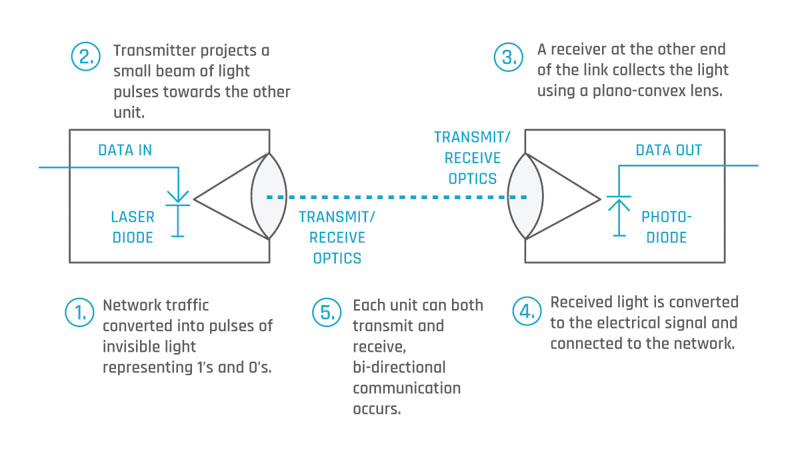 2.
Transmitter projects a
small beam of light
pulses towards the other
unit.
3.
A receiver at the other end
of the link collects the light
using a plano-convex lens.
DATA IN
LASER
DIODE
TRANSMIT/
RECEIVE
OPTICS
TRANSMIT/
RECEIVE
OPTICS
DATA OUT
PHOTO-
DIODE
1.
Network traffic
converted into pulses of
invisible light
representing 1's and 0's.
5.
Each unit can both
transmit and
receive,
bi-directional
communication
occurs.
4.
Received light is converted
to the electrical signal and
connected to the network.